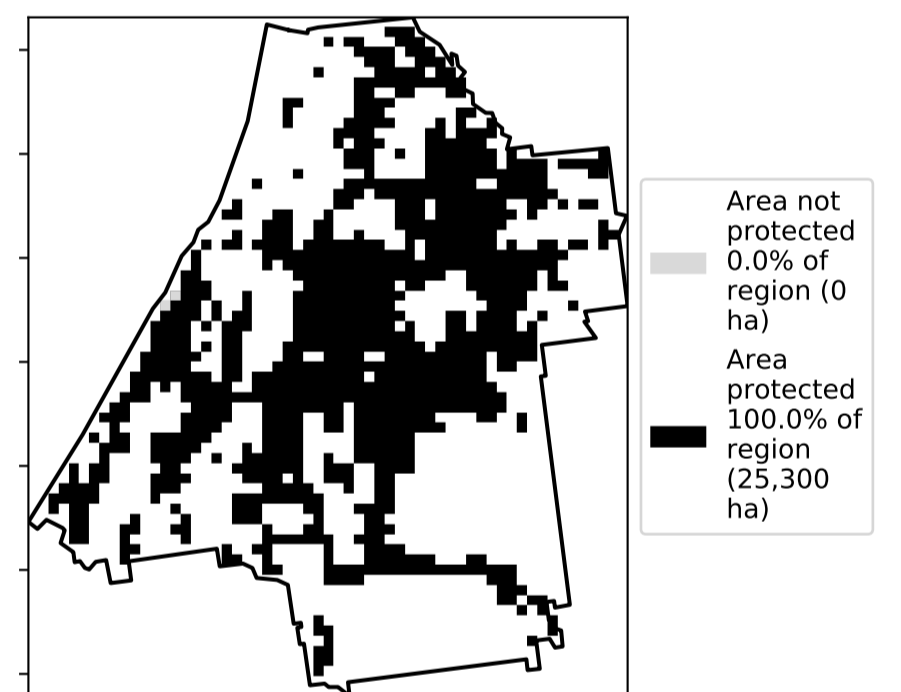 Area not
protected
0.0% of
region (0
ha)
Area
protected
100.0% of
region
(25,300
ha)